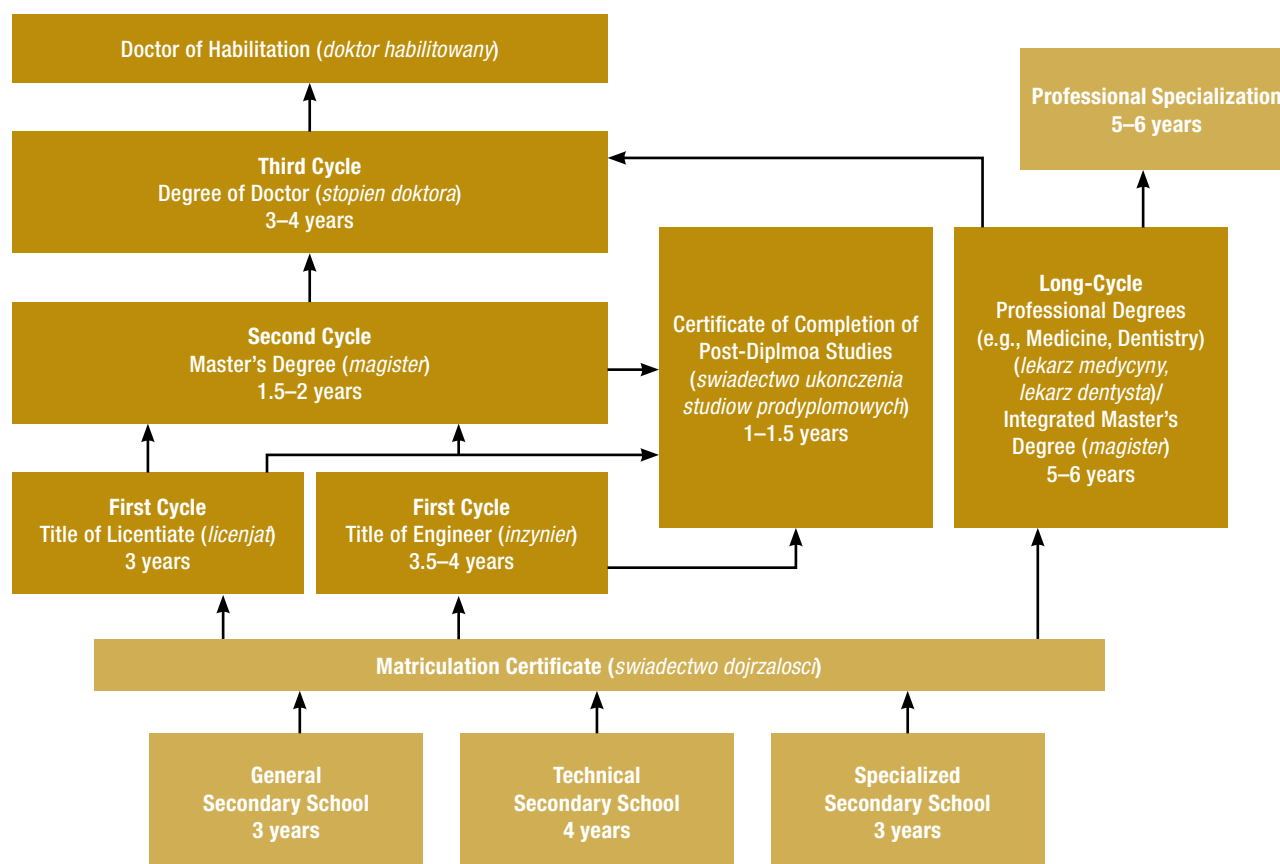 Doctor of Habilitation (doktor habilitowany)
Professional Specialization
5–6 years
Third Cycle
Degree of Doctor (stopien doktora)
3–4 years
Second Cycle
Master's Degree (magister)
1.5–2 years
Certificate of Completion of
Post-Diplmoa Studies
(swiadectwo ukonczenia
studiow prodyplomowych)
1–1.5 years
Long-Cycle
Professional Degrees
(e.g., Medicine, Dentistry)
(lekarz medycyny,
lekarz dentysta)/
Integrated Master's
Degree (magister)
5–6 years
First Cycle
Title of Licentiate (licenjat)
3 years
First Cycle
Title of Engineer (inzynier)
3.5–4 years
Matriculation Certificate (swiadectwo dojrzalosci)
General
Secondary School
3 years
Technical
Secondary School
4 years
Specialized
Secondary School
3 years